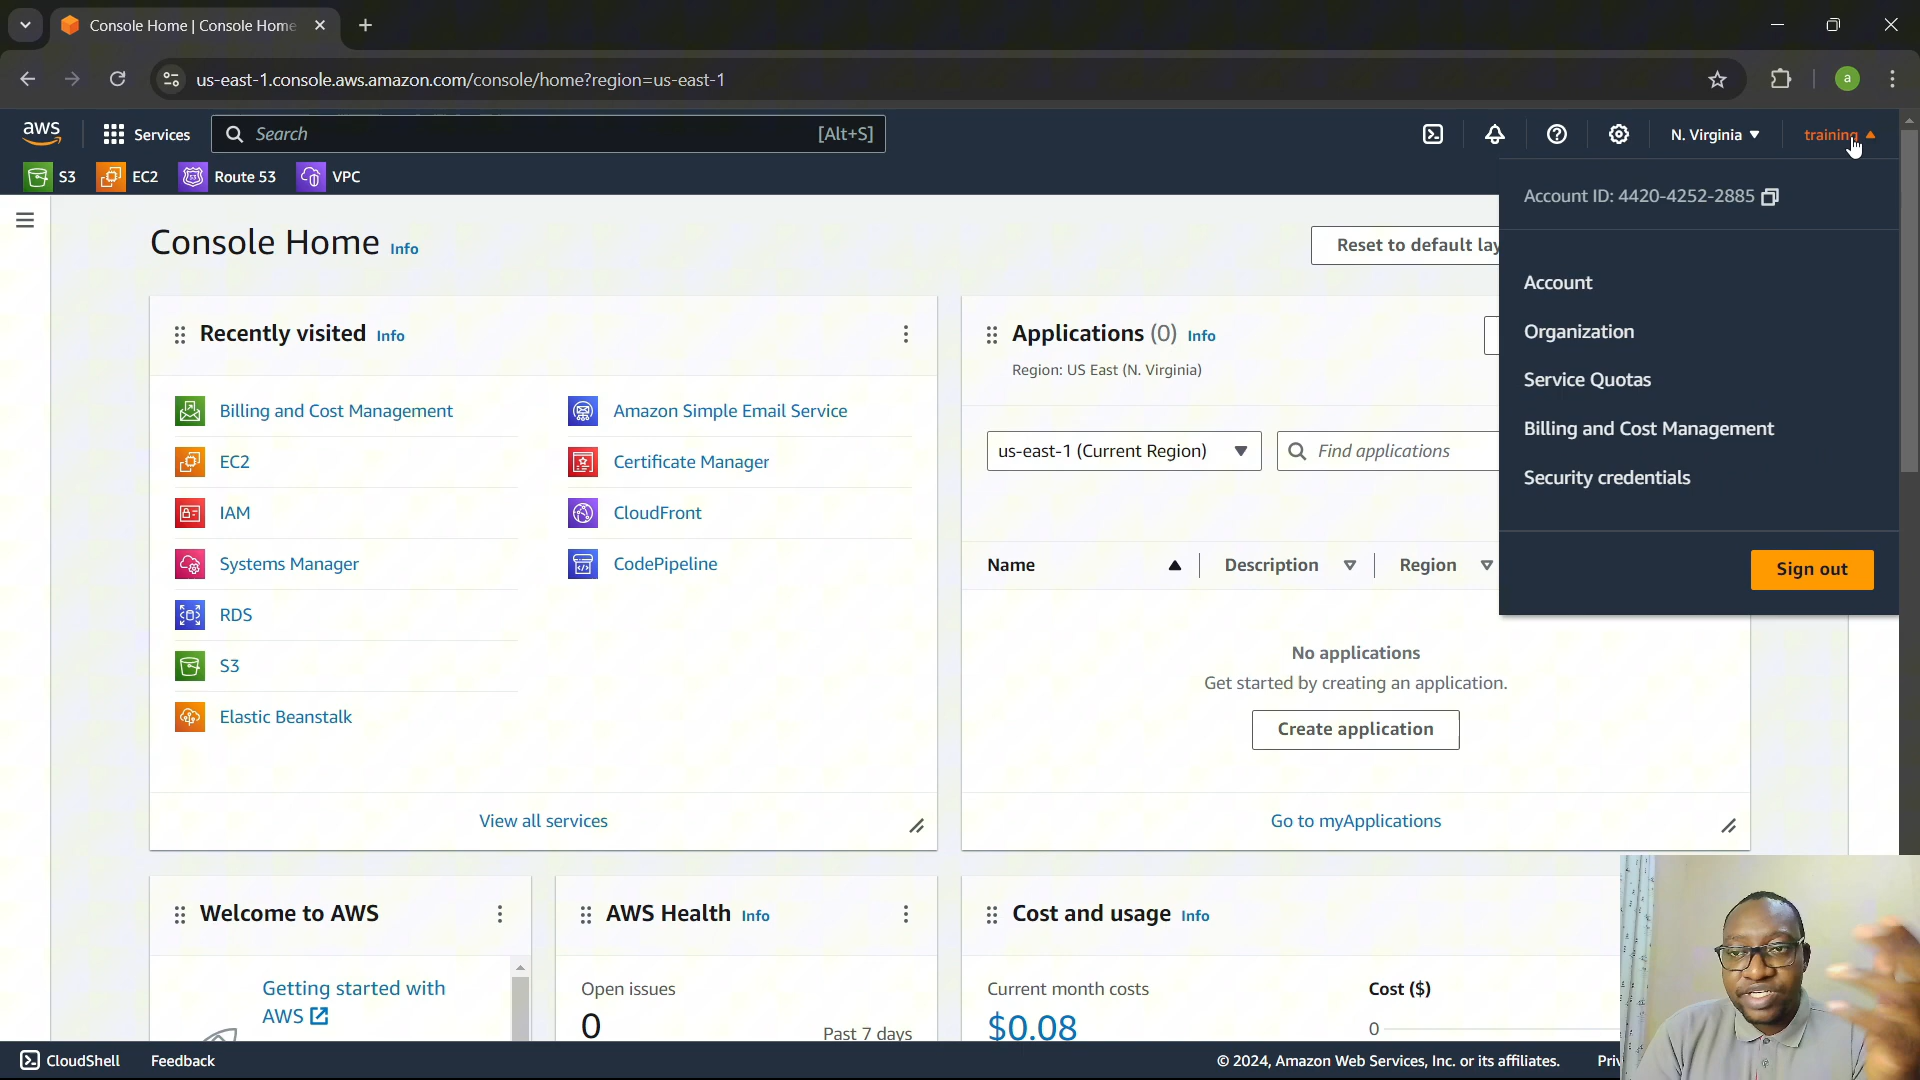 Console Home | Console Home
us-east-1.console.aws.amazon.com/console/home?region=us-east-1
a
aws
Services
Search
[Alt+S]
N. Virginia
training
S3
EC2
Route 53
VPC
Account ID: 4420-4252-2885
Console Home Info
Reset to default lay
Account
Organization
Service Quotas
Billing and Cost Management
Security credentials
Sign out
Recently visited Info
Billing and Cost Management
EC2
IAM
Systems Manager
RDS
S3
Elastic Beanstalk
Amazon Simple Email Service
Certificate Manager
CloudFront
CodePipeline
View all services
Applications (0) Info
Region: US East (N. Virginia)
us-east-1 (Current Region)
Find applications
Name
Description
Region
No applications
Get started by creating an application.
Create application
Go to myApplications
Welcome to AWS
Getting started with
AWS
AWS Health Info
Open issues
0
Past 7 days
Cost and usage Info
Current month costs
$0.08
Cost ($)
0
CloudShell
Feedback
© 2024, Amazon Web Services, Inc. or its affiliates.
Priv